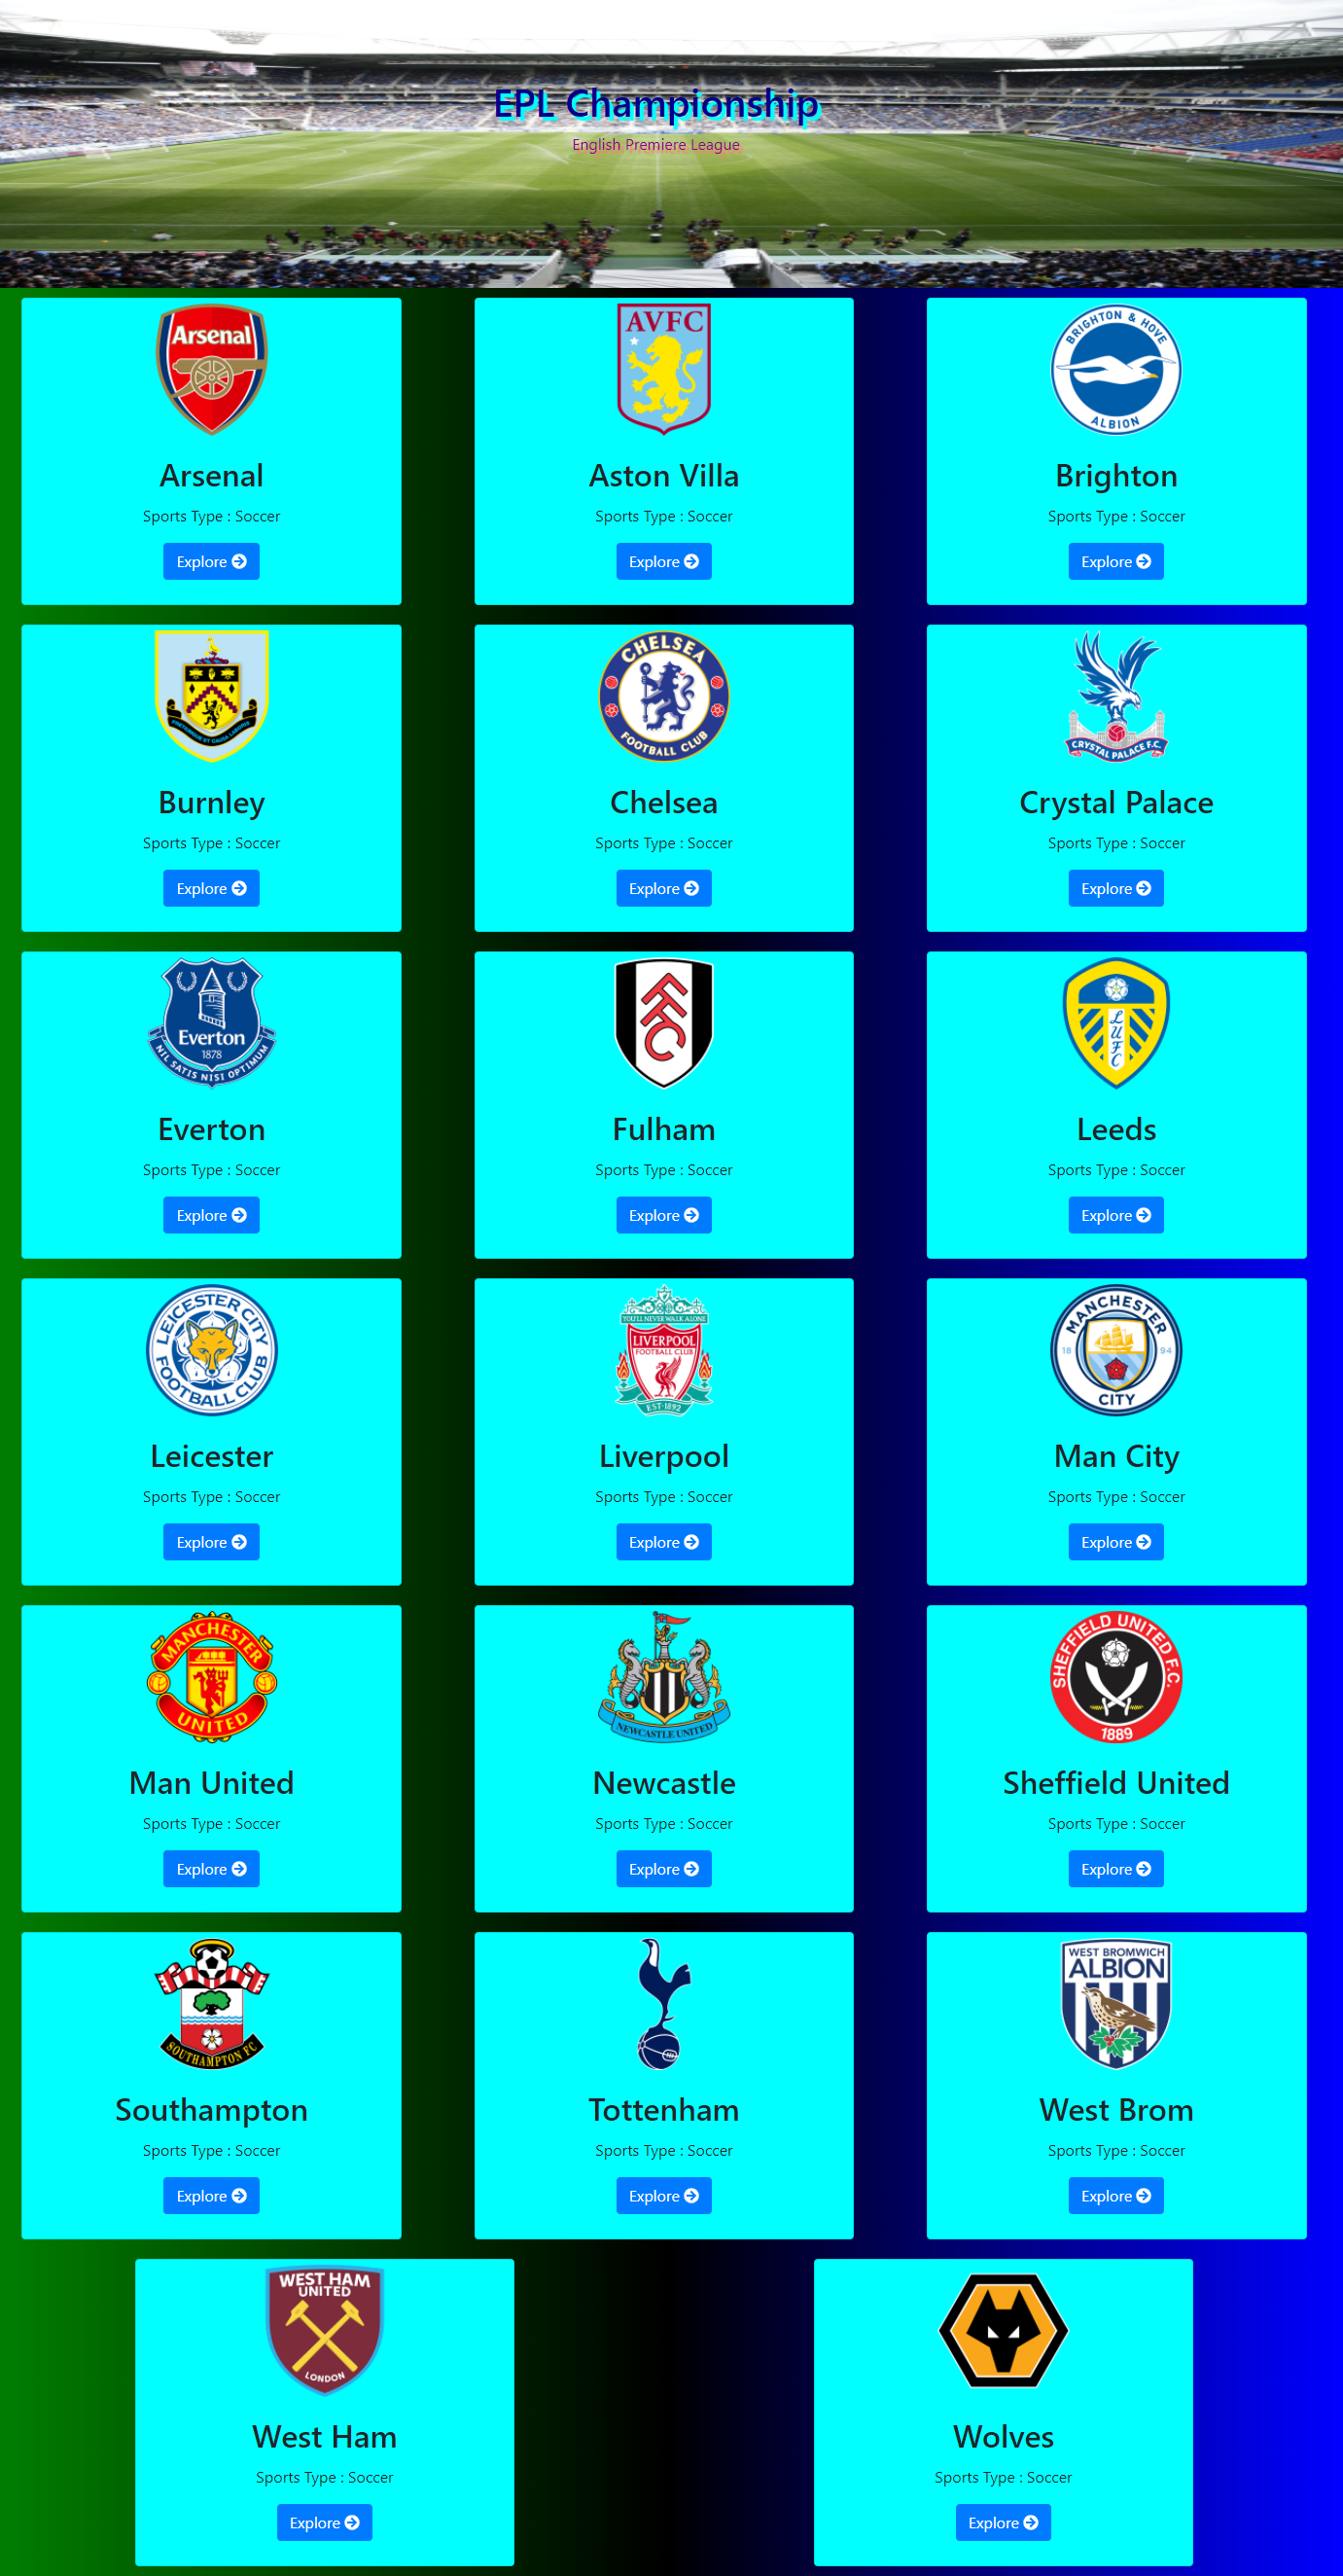 EPL Championship
English Premiere League
Arsenal
Arsenal
Sports Type : Soccer
Explore
AVFC
Aston Villa
Sports Type : Soccer
Explore
BRIGHTON & HOVE
ALBION
Brighton
Sports Type : Soccer
Explore
Burnley
Sports Type : Soccer
Explore
CHELSEA
FOOTBALL CLUB
Chelsea
Sports Type : Soccer
Explore
CRYSTAL PALACE F.C.
Crystal Palace
Sports Type : Soccer
Explore
Everton
1878
NIL SATIS NISI OPTIMUM
Everton
Sports Type : Soccer
Explore
FFC
Fulham
Sports Type : Soccer
Explore
LUFC
Leeds
Sports Type : Soccer
Explore
LEICESTER CITY
FOOTBALL CLUB
Leicester
Sports Type : Soccer
Explore
YOU'LL NEVER WALK ALONE
LIVERPOOL
FOOTBALL CLUB
EST·1892
Liverpool
Sports Type : Soccer
Explore
MANCHESTER
18 94
CITY
Man City
Sports Type : Soccer
Explore
MANCHESTER
UNITED
Man United
Sports Type : Soccer
Explore
NEWCASTLE UNITED
Newcastle
Sports Type : Soccer
Explore
SHEFFIELD UNITED F.C.
1889
Sheffield United
Sports Type : Soccer
Explore
SOUTHAMPTON FC
Southampton
Sports Type : Soccer
Explore
Tottenham
Sports Type : Soccer
Explore
WEST BROMWICH
ALBION
West Brom
Sports Type : Soccer
Explore
WEST HAM
UNITED
LONDON
West Ham
Sports Type : Soccer
Explore
Wolves
Sports Type : Soccer
Explore